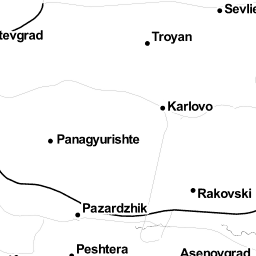 Sevlie
Troyan
tevgrad
Karlovo
Panagyurishte
Rakovski
Pazardzhik
Peshtera
Asenovgrad